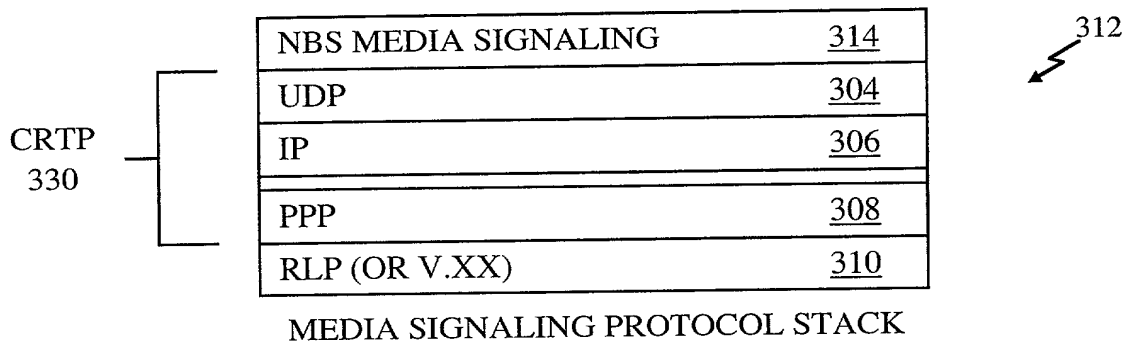 NBS MEDIA SIGNALING 314
312
UDP 304
CRTP
330
IP 306
PPP 308
RLP (OR V.XX) 310
MEDIA SIGNALING PROTOCOL STACK